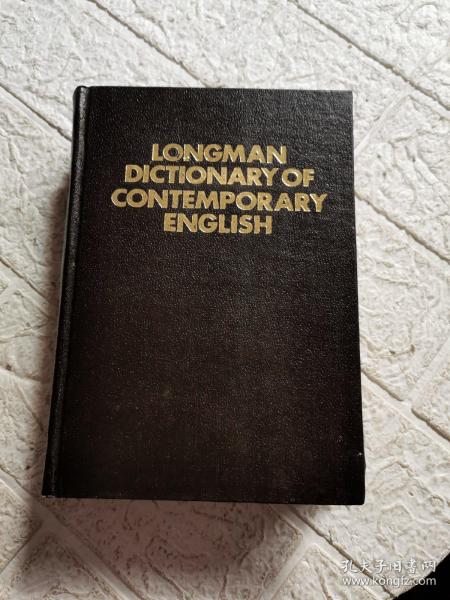 LONGMAN
DICTIONARY OF
CONTEMPORARY
ENGLISH
孔夫子旧书网
www.kongfz.com